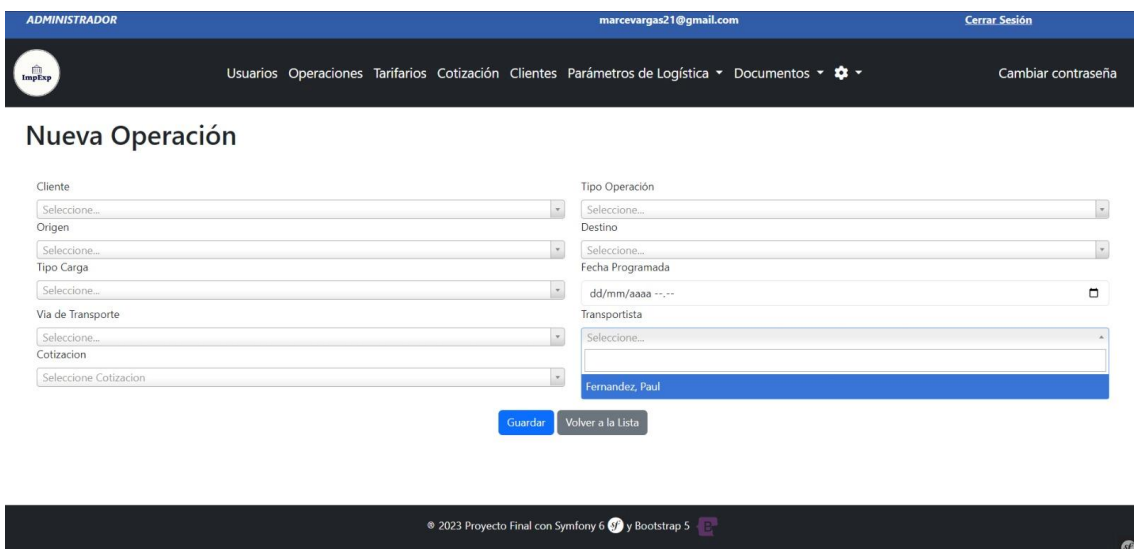 ADMINISTRADOR marcevargas21@gmail.com Cerrar Sesión
ImpExp Usuarios Operaciones Tarifarios Cotización Clientes Parámetros de Logística Documentos Cambiar contraseña
Nueva Operación
Cliente Tipo Operación
Seleccione... Seleccione...
Origen Destino
Seleccione... Seleccione...
Tipo Carga Fecha Programada
Seleccione... dd/mm/aaaa --:--
Via de Transporte Transportista
Seleccione... Seleccione...
Cotizacion
Seleccione Cotizacion Fernandez, Paul
Guardar Volver a la Lista
® 2023 Proyecto Final con Symfony 6 sf y Bootstrap 5 B
sf